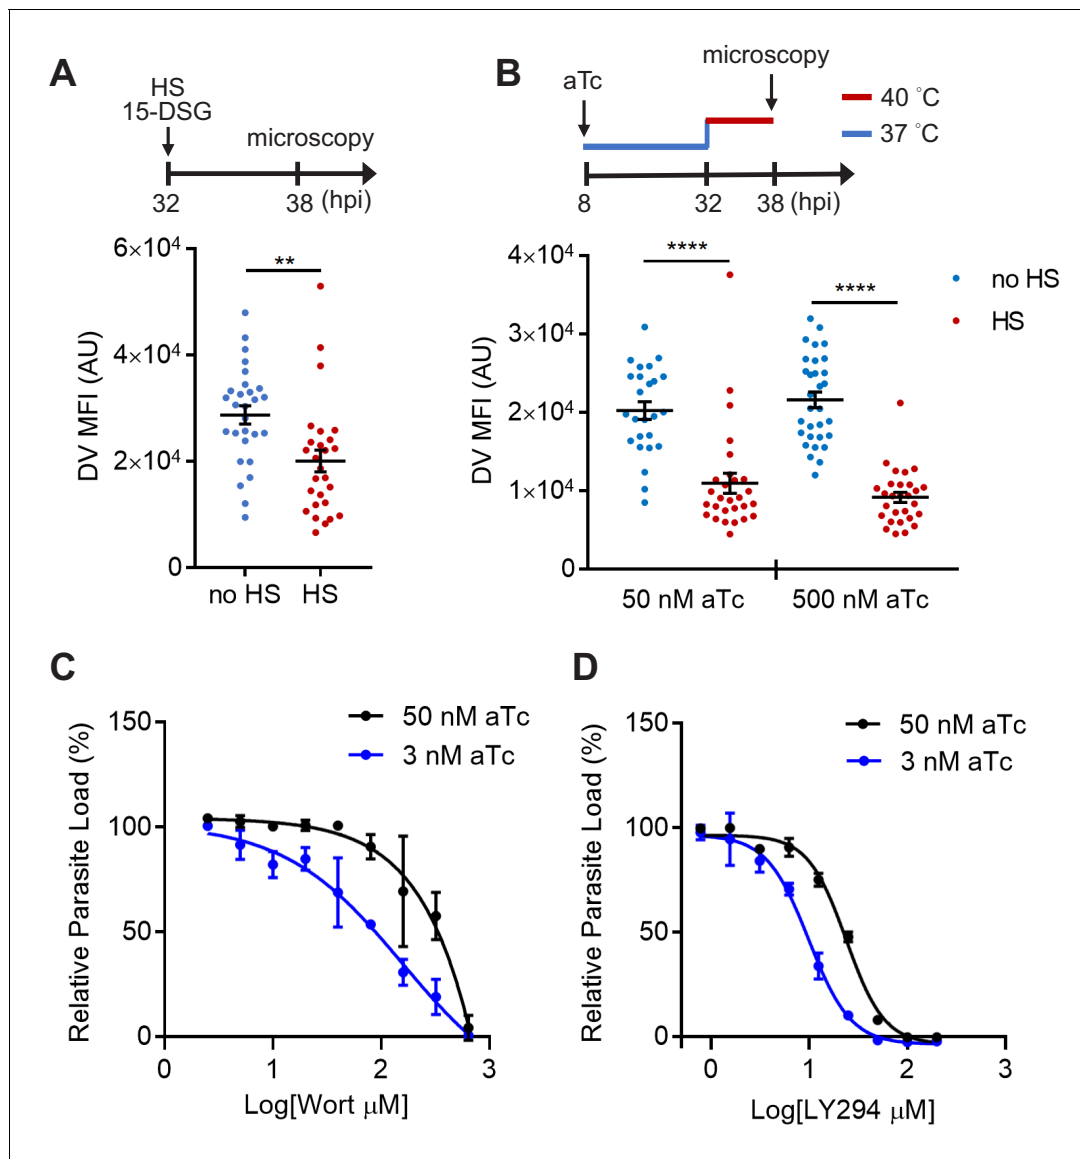 A
HS
15-DSG
microscopy
32
38 (hpi)
6×10⁴
4×10⁴
2×10⁴
0
DV MFI (AU)
**
no HS
HS
B
aTc
microscopy
40 °C
37 °C
8
32
38 (hpi)
4×10⁴
3×10⁴
2×10⁴
1×10⁴
0
DV MFI (AU)
****
****
no HS
HS
50 nM aTc
500 nM aTc
C
50 nM aTc
3 nM aTc
150
100
50
0
Relative Parasite Load (%)
0
1
2
3
Log[Wort μM]
D
50 nM aTc
3 nM aTc
150
100
50
0
Relative Parasite Load (%)
0
1
2
3
Log[LY294 μM]